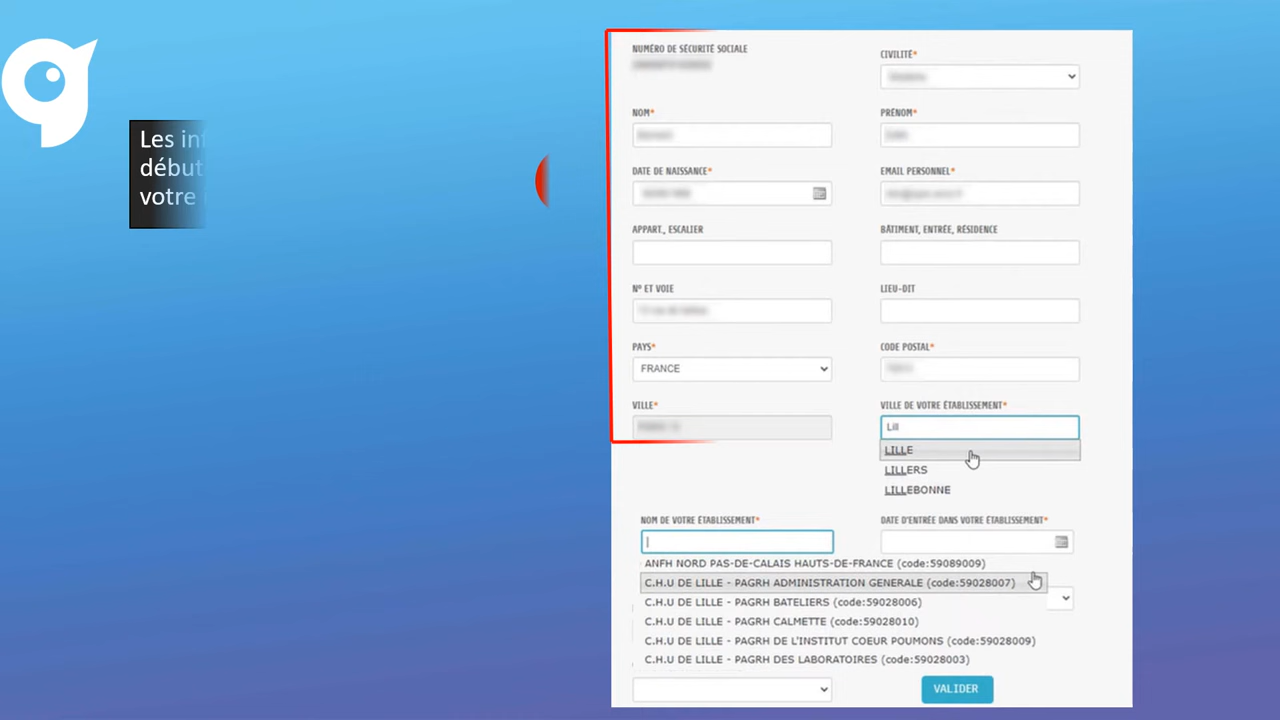 Les
début
votre
NUMÉRO DE SÉCURITÉ SOCIALE
CIVILITÉ*
NOM*
PRÉNOM*
DATE DE NAISSANCE*
EMAIL PERSONNEL*
APPART., ESCALIER
BÂTIMENT, ENTRÉE, RÉSIDENCE
N° ET VOIE
LIEU-DIT
PAYS*
CODE POSTAL*
FRANCE
VILLE*
VILLE DE VOTRE ÉTABLISSEMENT*
Lill
LILLE
LILLERS
LILLEBONNE
NOM DE VOTRE ÉTABLISSEMENT*
DATE D'ENTRÉE DANS VOTRE ÉTABLISSEMENT*
ANFH NORD PAS-DE-CALAIS HAUTS-DE-FRANCE (code:59089009)
C.H.U DE LILLE - PAGRH ADMINISTRATION GENERALE (code:59028007)
C.H.U DE LILLE - PAGRH BATELIERS (code:59028006)
C.H.U DE LILLE - PAGRH CALMETTE (code:59028010)
C.H.U DE LILLE - PAGRH DE L'INSTITUT COEUR POUMONS (code:59028009)
C.H.U DE LILLE - PAGRH DES LABORATOIRES (code:59028003)
VALIDER